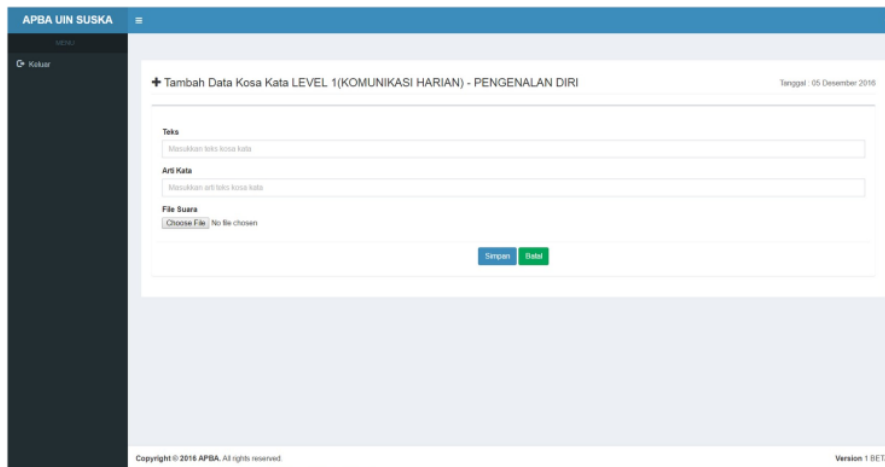 APBA UIN SUSKA
MENU
Keluar
Tambah Data Kosa Kata LEVEL 1(KOMUNIKASI HARIAN) - PENGENALAN DIRI
Tanggal : 05 Desember 2016
Teks
Masukkan teks kosa kata
Arti Kata
Masukkan arti teks kosa kata
File Suara
Choose File No file chosen
Simpan Batal
Copyright © 2016 APBA. All rights reserved.
Version 1 BET